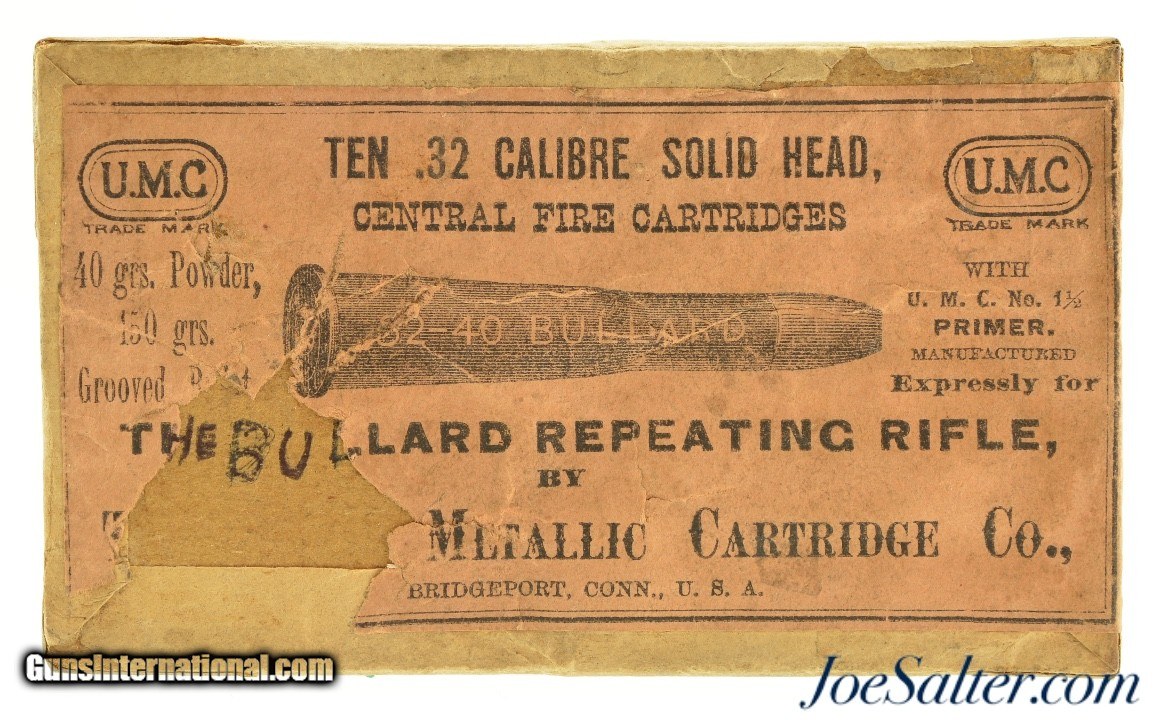 TEN .32 CALIBRE SOLID HEAD,
CENTRAL FIRE CARTRIDGES
U.M.C
TRADE MARK
U.M.C
TRADE MARK
40 grs. Powder,
150 grs.
Grooved
32-40 BULLARD
WITH
U. M. C. No. 1½
PRIMER.
MANUFACTURED
Expressly for
THE BULLARD REPEATING RIFLE,
BY
METALLIC CARTRIDGE CO.,
BRIDGEPORT, CONN., U. S. A.
GunsInternational.com
JoeSalter.com